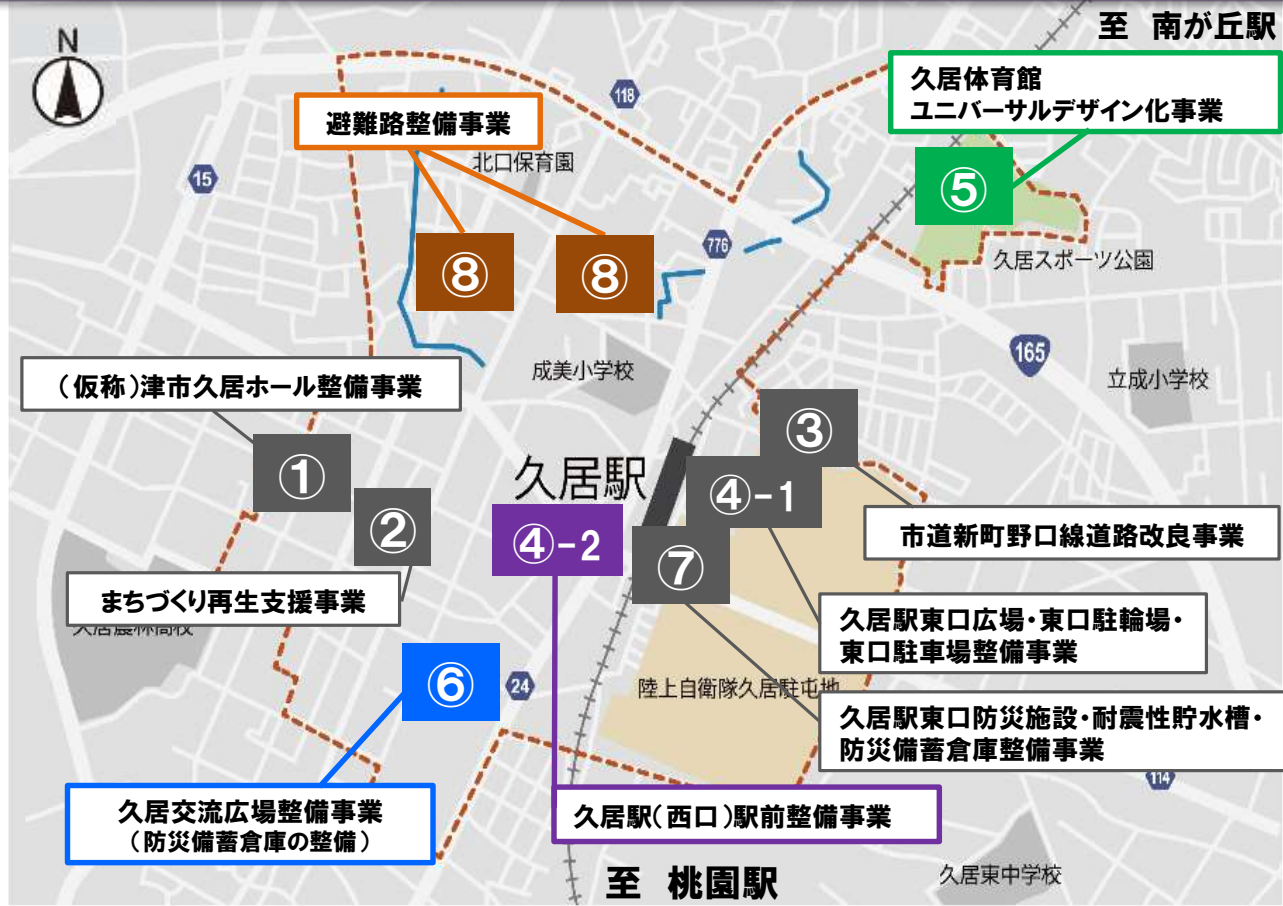 至 南が丘駅
N
久居体育館
ユニバーサルデザイン化事業
118
避難路整備事業
北口保育園
15
⑤
776
久居スポーツ公園
⑧
⑧
165
成美小学校
立成小学校
（仮称）津市久居ホール整備事業
③
①
久居駅
④-1
②
④-2
市道新町野口線道路改良事業
⑦
まちづくり再生支援事業
久居農林高校
久居駅東口広場・東口駐輪場・
東口駐車場整備事業
⑥
24
陸上自衛隊久居駐屯地
久居駅東口防災施設・耐震性貯水槽・
防災備蓄倉庫整備事業
114
久居交流広場整備事業
（防災備蓄倉庫の整備）
久居駅（西口）駅前整備事業
至 桃園駅
久居東中学校